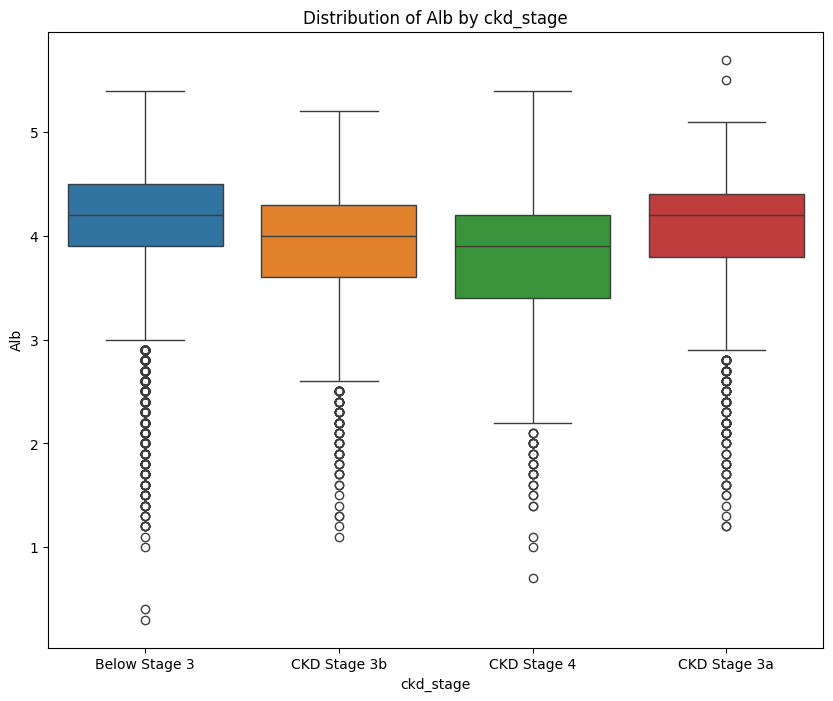 Distribution of Alb by ckd_stage
Alb
5
4
3
2
1
Below Stage 3
CKD Stage 3b
CKD Stage 4
CKD Stage 3a
ckd_stage